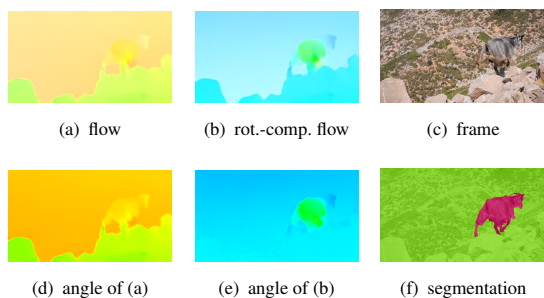 (a) flow
(b) rot.-comp. flow
(c) frame
(d) angle of (a)
(e) angle of (b)
(f) segmentation